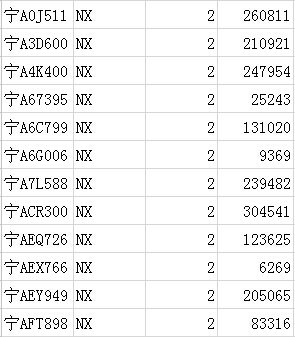 宁A0J511 NX 2 260811
宁A3D600 NX 2 210921
宁A4K400 NX 2 247954
宁A67395 NX 2 25243
宁A6C799 NX 2 131020
宁A6G006 NX 2 9369
宁A7L588 NX 2 239482
宁ACR300 NX 2 304541
宁AEQ726 NX 2 123625
宁AEX766 NX 2 6269
宁AEY949 NX 2 205065
宁AFT898 NX 2 83316